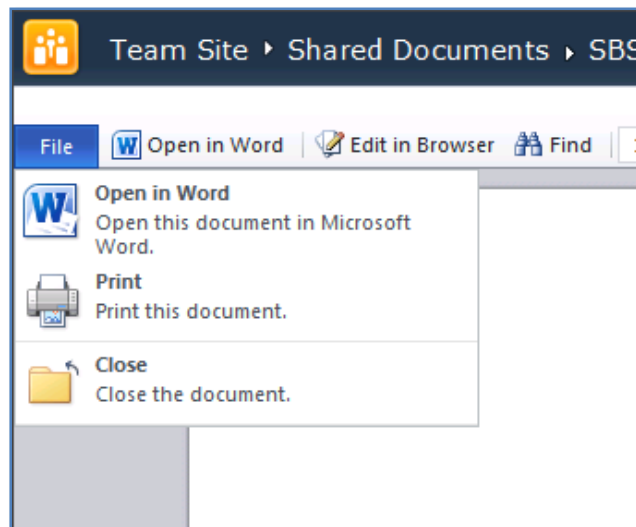 Team Site ▸ Shared Documents ▸ SBS
File Open in Word Edit in Browser Find
Open in Word
Open this document in Microsoft
Word.
Print
Print this document.
Close
Close the document.